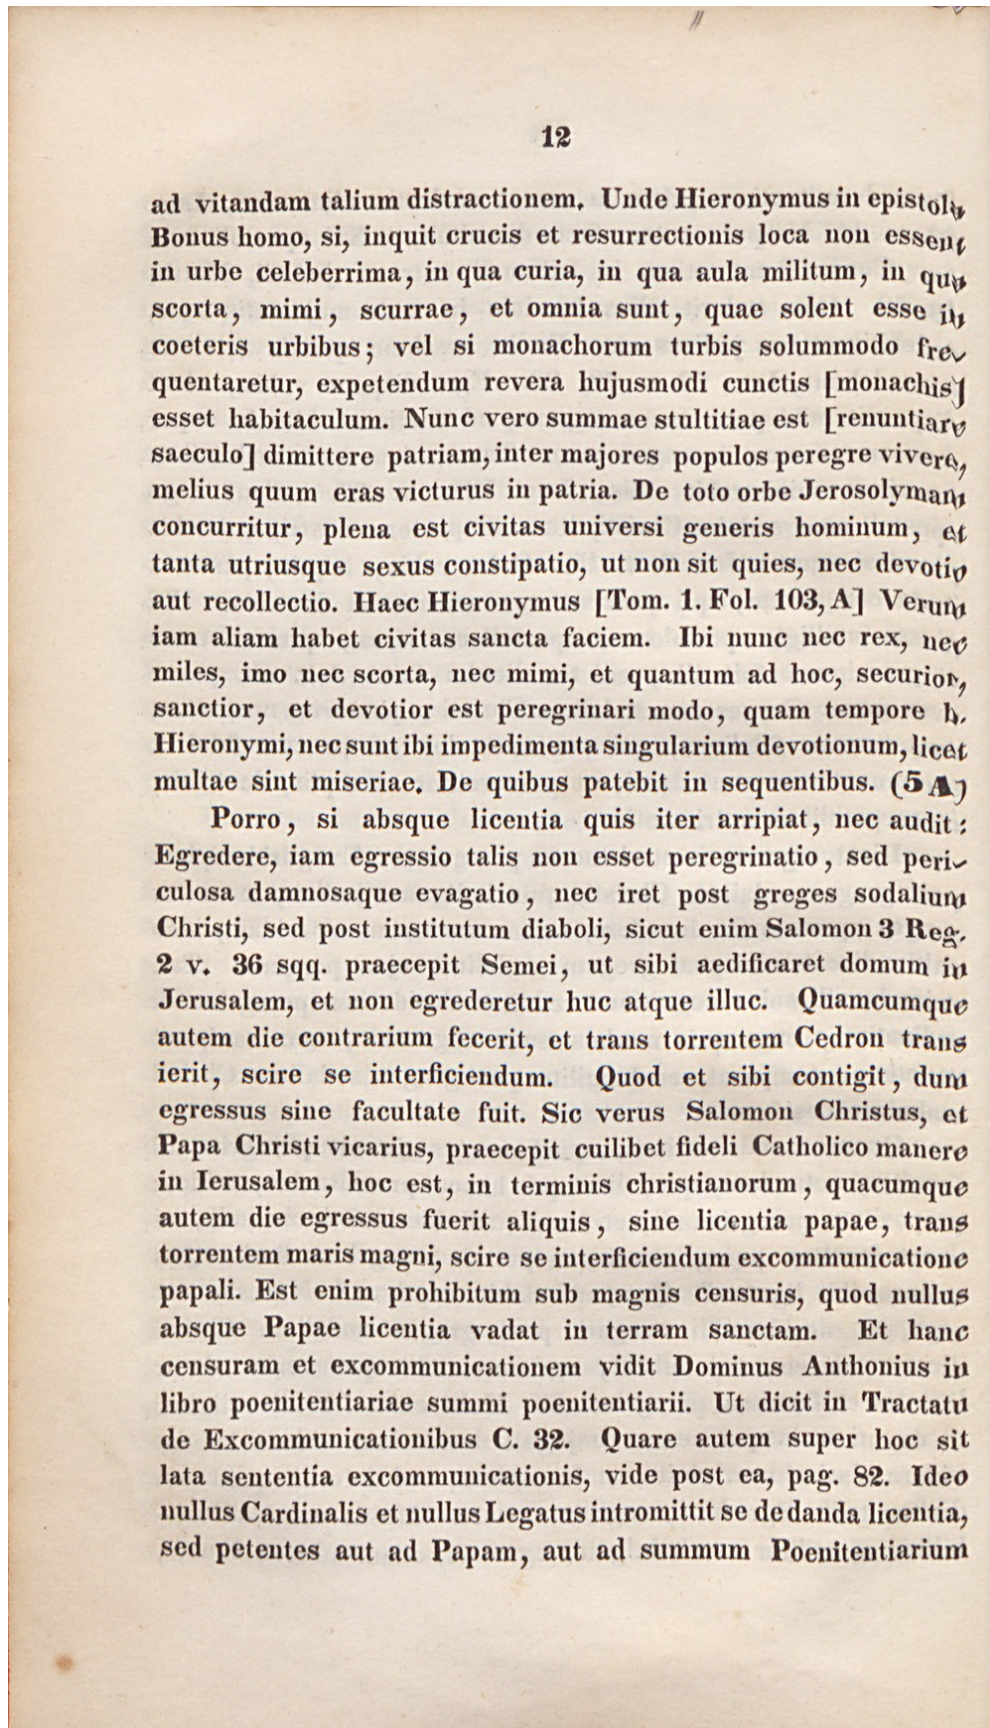 12
ad vitandam talium distractionem. Unde Hieronymus in epistola
Bonus homo, si, inquit crucis et resurrectionis loca non essent
in urbe celeberrima, in qua curia, in qua aula militum, in qua
scorta, mimi, scurrae, et omnia sunt, quae solent esse in
coeteris urbibus; vel si monachorum turbis solummodo fre-
quentaretur, expetendum revera hujusmodi cunctis [monachis]
esset habitaculum. Nunc vero summae stultitiae est [renuntiare
saeculo] dimittere patriam, inter majores populos peregre vivere,
melius quum eras victurus in patria. De toto orbe Jerosolymam
concurritur, plena est civitas universi generis hominum, et
tanta utriusque sexus constipatio, ut non sit quies, nec devotio
aut recollectio. Haec Hieronymus [Tom. 1. Fol. 103, A] Verum
iam aliam habet civitas sancta faciem. Ibi nunc nec rex, nec
miles, imo nec scorta, nec mimi, et quantum ad hoc, securior,
sanctior, et devotior est peregrinari modo, quam tempore b.
Hieronymi, nec sunt ibi impedimenta singularium devotionum, licet
multae sint miseriae. De quibus patebit in sequentibus. (5 A)
Porro, si absque licentia quis iter arripiat, nec audit:
Egredere, iam egressio talis non esset peregrinatio, sed peri-
culosa damnosaque evagatio, nec iret post greges sodalium
Christi, sed post institutum diaboli, sicut enim Salomon 3 Reg.
2 v. 36 sqq. praecepit Semei, ut sibi aedificaret domum in
Jerusalem, et non egrederetur huc atque illuc. Quamcumque
autem die contrarium fecerit, et trans torrentem Cedron trans
ierit, scire se interficiendum. Quod et sibi contigit, dum
egressus sine facultate fuit. Sic verus Salomon Christus, et
Papa Christi vicarius, praecepit cuilibet fideli Catholico manere
in Ierusalem, hoc est, in terminis christianorum, quacumque
autem die egressus fuerit aliquis, sine licentia papae, trans
torrentem maris magni, scire se interficiendum excommunicatione
papali. Est enim prohibitum sub magnis censuris, quod nullus
absque Papae licentia vadat in terram sanctam. Et hanc
censuram et excommunicationem vidit Dominus Anthonius in
libro poenitentiariae summi poenitentiarii. Ut dicit in Tractatu
de Excommunicationibus C. 32. Quare autem super hoc sit
lata sententia excommunicationis, vide post ea, pag. 82. Ideo
nullus Cardinalis et nullus Legatus intromittit se de danda licentia,
sed petentes aut ad Papam, aut ad summum Poenitentiarium